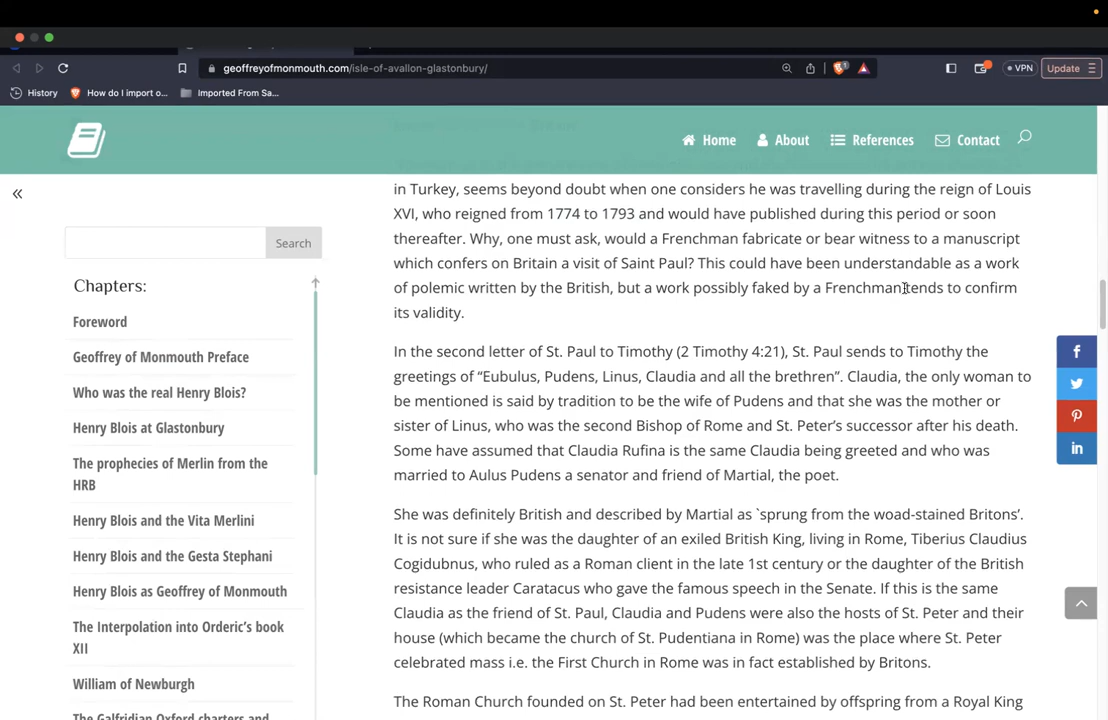 geoffreyofmonmouth.com/isle-of-avallon-glastonbury/
1
VPN
Update
History
How do I import o...
Imported From Sa...
Home
About
References
Contact
Search
Chapters:
Foreword
Geoffrey of Monmouth Preface
Who was the real Henry Blois?
Henry Blois at Glastonbury
The prophecies of Merlin from the
HRB
Henry Blois and the Vita Merlini
Henry Blois and the Gesta Stephani
Henry Blois as Geoffrey of Monmouth
The Interpolation into Orderic's book
XII
William of Newburgh
The Galfridian Oxford charters and
in Turkey, seems beyond doubt when one considers he was travelling during the reign of Louis
XVI, who reigned from 1774 to 1793 and would have published during this period or soon
thereafter. Why, one must ask, would a Frenchman fabricate or bear witness to a manuscript
which confers on Britain a visit of Saint Paul? This could have been understandable as a work
of polemic written by the British, but a work possibly faked by a Frenchman tends to confirm
its validity.
In the second letter of St. Paul to Timothy (2 Timothy 4:21), St. Paul sends to Timothy the
greetings of “Eubulus, Pudens, Linus, Claudia and all the brethren”. Claudia, the only woman to
be mentioned is said by tradition to be the wife of Pudens and that she was the mother or
sister of Linus, who was the second Bishop of Rome and St. Peter’s successor after his death.
Some have assumed that Claudia Rufina is the same Claudia being greeted and who was
married to Aulus Pudens a senator and friend of Martial, the poet.
She was definitely British and described by Martial as `sprung from the woad-stained Britons’.
It is not sure if she was the daughter of an exiled British King, living in Rome, Tiberius Claudius
Cogidubnus, who ruled as a Roman client in the late 1st century or the daughter of the British
resistance leader Caratacus who gave the famous speech in the Senate. If this is the same
Claudia as the friend of St. Paul, Claudia and Pudens were also the hosts of St. Peter and their
house (which became the church of St. Pudentiana in Rome) was the place where St. Peter
celebrated mass i.e. the First Church in Rome was in fact established by Britons.
The Roman Church founded on St. Peter had been entertained by offspring from a Royal King